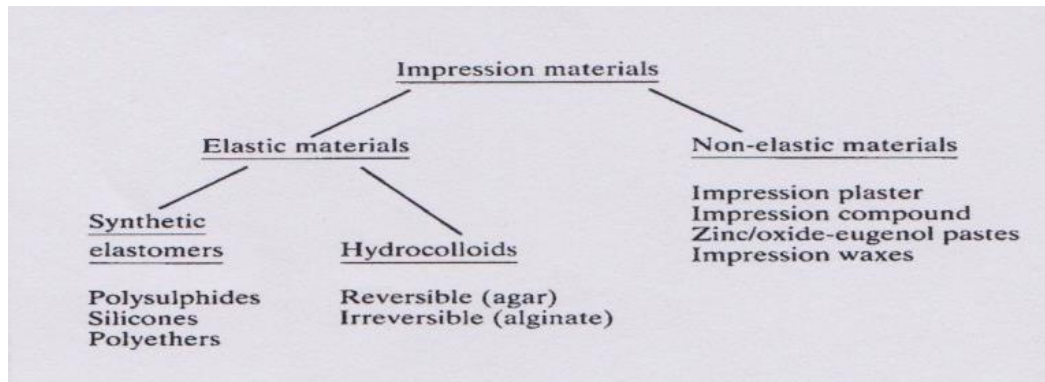 Impression materials
Elastic materials
Non-elastic materials
Synthetic
elastomers
Polysulphides
Silicones
Polyethers
Hydrocolloids
Reversible (agar)
Irreversible (alginate)
Impression plaster
Impression compound
Zinc/oxide-eugenol pastes
Impression waxes